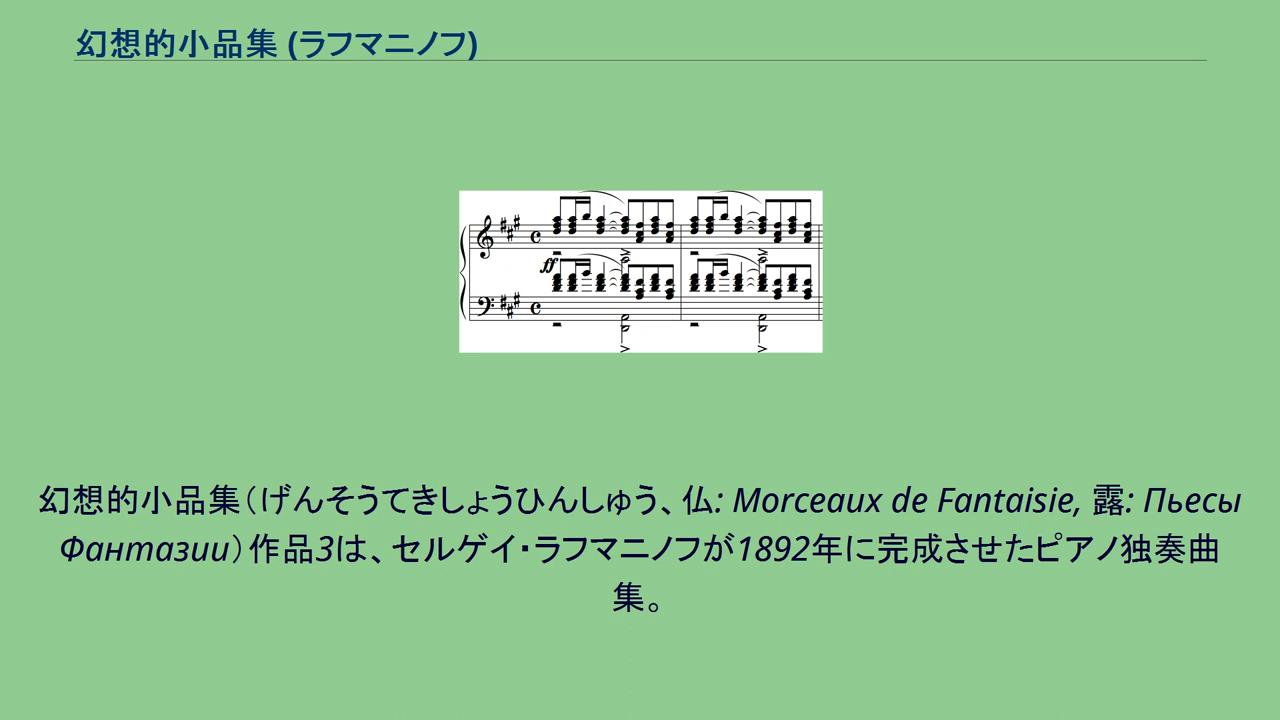 幻想的小品集 (ラフマニノフ)
ff
幻想的小品集（げんそうてきしょうひんしゅう、仏: Morceaux de Fantaisie, 露: Пьесы
Фантазии）作品3は、セルゲイ・ラフマニノフが1892年に完成させたピアノ独奏曲
集。